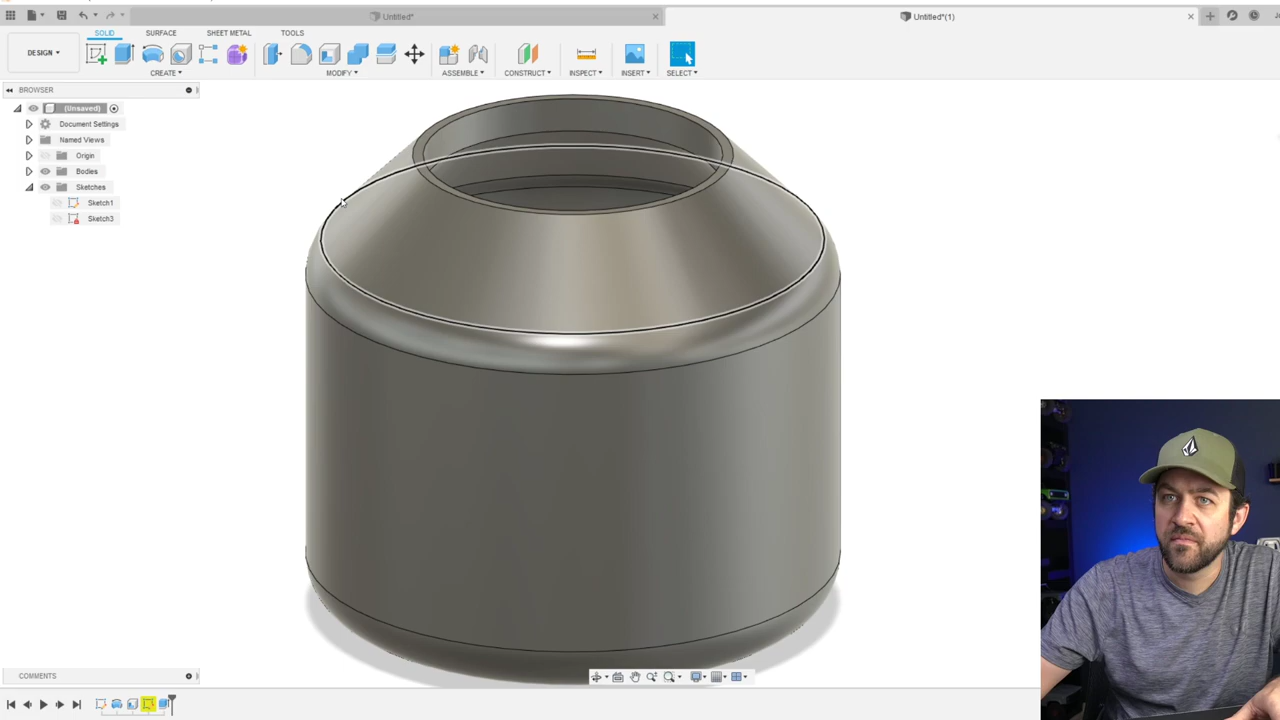 Untitled*
Untitled*(1)
SOLID
SURFACE
SHEET METAL
TOOLS
DESIGN
CREATE
MODIFY
ASSEMBLE
CONSTRUCT
INSPECT
INSERT
SELECT
BROWSER
(Unsaved)
Document Settings
Named Views
Origin
Bodies
Sketches
Sketch1
Sketch3
COMMENTS